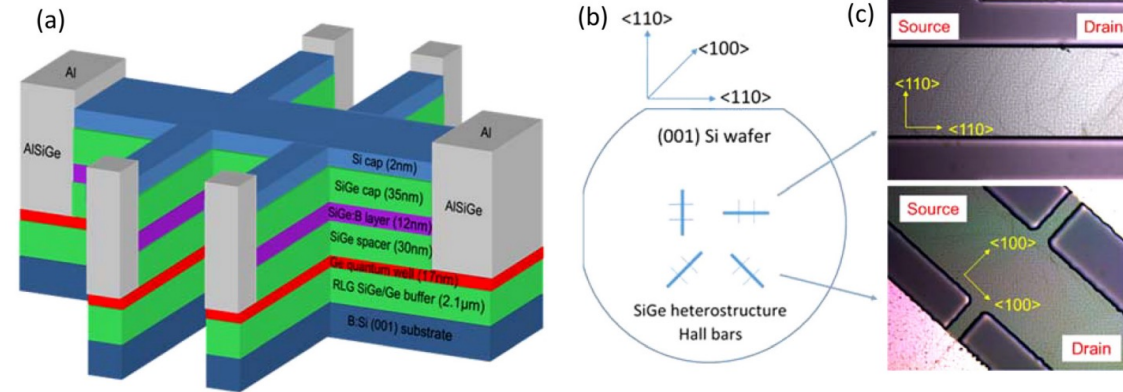 (a)
Al
AlSiGe
Al
AlSiGe
Si cap (2nm)
SiGe cap (35nm)
SiGe:B layer (12nm)
SiGe spacer (30nm)
Ge quantum well (17nm)
RLG SiGe/Ge buffer (2.1μm)
B:Si (001) substrate
(b)
<110>
<100>
<110>
(001) Si wafer
SiGe heterostructure
Hall bars
(c)
Source
Drain
<110>
<110>
Source
<100>
<100>
Drain